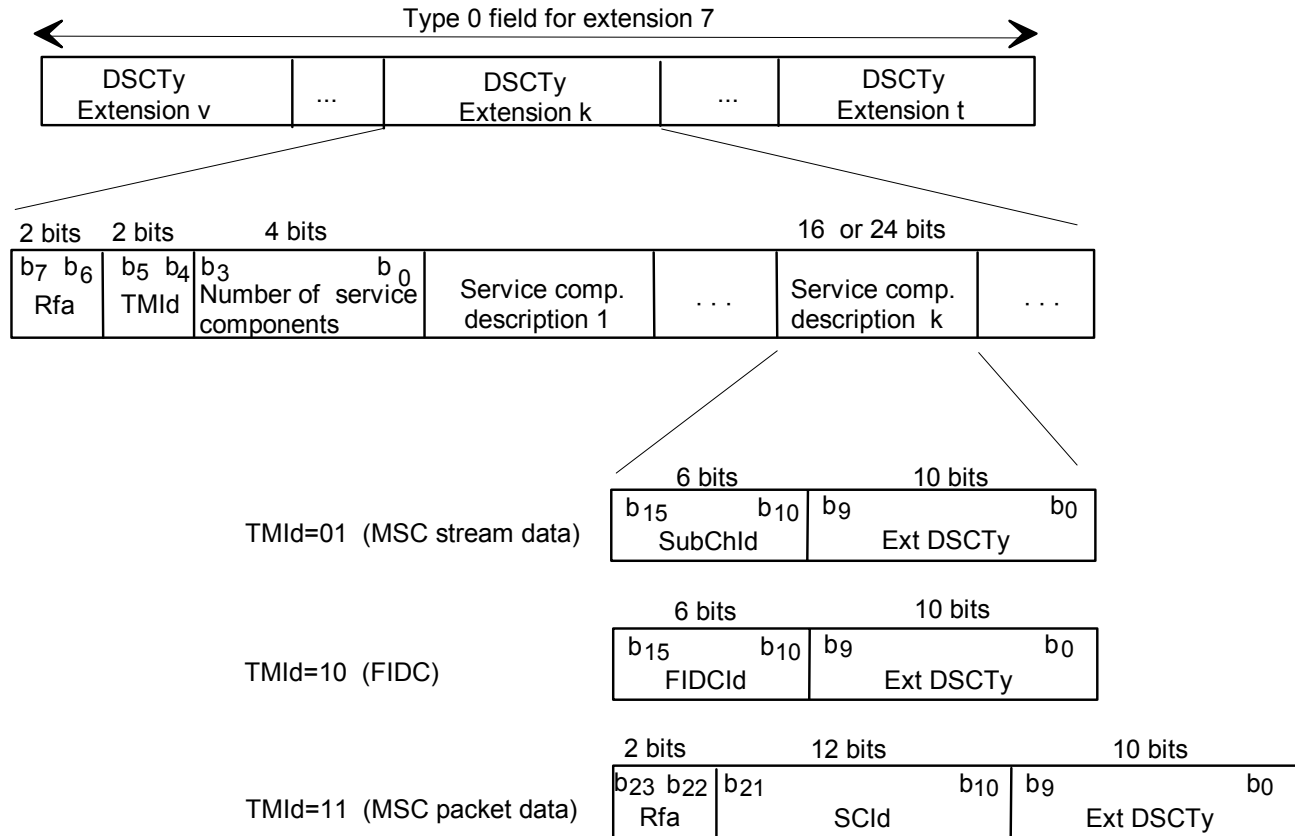 Type 0 field for extension 7
DSCTy Extension v
...
DSCTy Extension k
...
DSCTy Extension t
2 bits 2 bits 4 bits 16 or 24 bits
b7 b6 b5 b4 b3 b0
Rfa
TMId
Number of service components
Service comp. description 1
. . .
Service comp. description k
. . .
6 bits 10 bits
TMId=01 (MSC stream data)
b15 b10 b9 b0
SubChId Ext DSCTy
6 bits 10 bits
TMId=10 (FIDC)
b15 b10 b9 b0
FIDCId Ext DSCTy
2 bits 12 bits 10 bits
TMId=11 (MSC packet data)
b23 b22 b21 b10 b9 b0
Rfa SCId Ext DSCTy